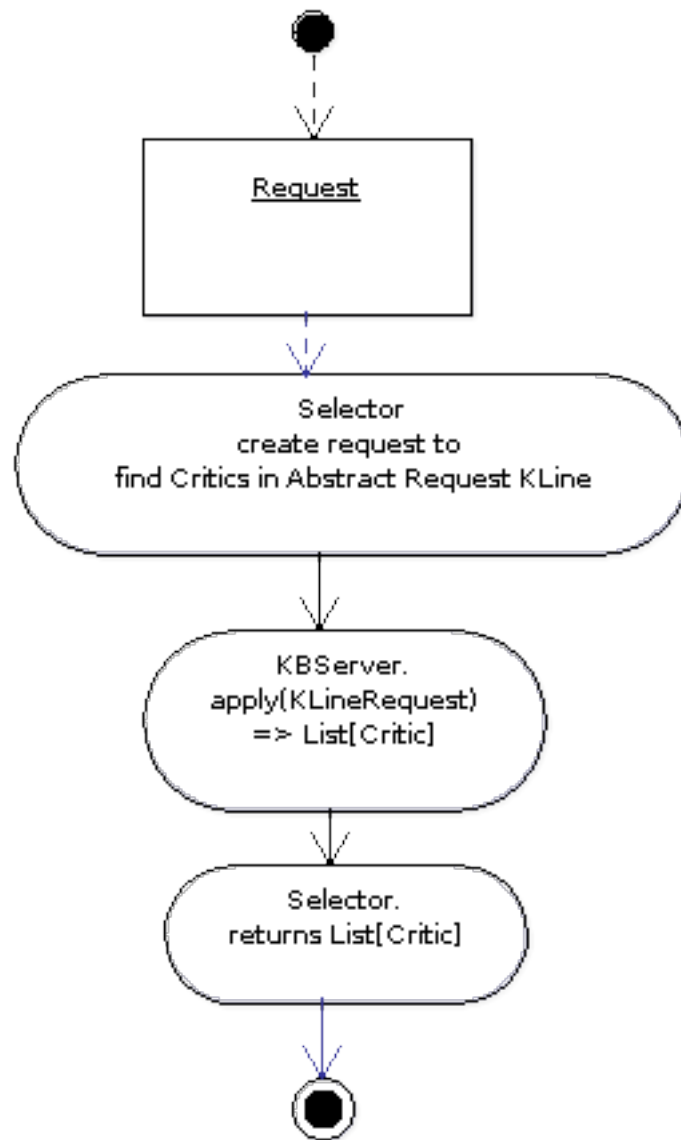 Request
Selector
create request to
find Critics in Abstract Request KLine
KBServer.
apply(KLineRequest)
=> List[Critic]
Selector.
returns List[Critic]